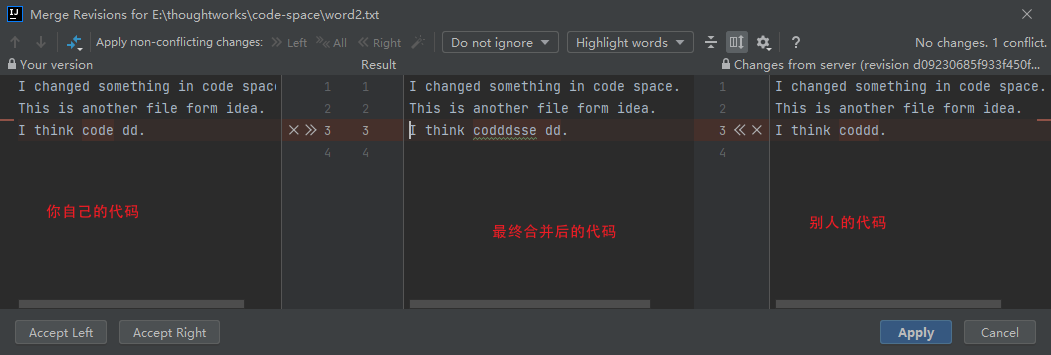 Merge Revisions for E:\thoughtworks\code-space\word2.txt
Apply non-conflicting changes: Left All Right Do not ignore Highlight words ? No changes. 1 conflict.
Your version Result Changes from server (revision d09230685f933f450f...
I changed something in code spac 1 1 I changed something in code space. 1 I changed something in code space.
This is another file form idea. 2 2 This is another file form idea. 2 This is another file form idea.
I think code dd. 3 3 I think codddsse dd. 3 I think coddd.
4 4 4
你自己的代码
最终合并后的代码
别人的代码
Accept Left Accept Right Apply Cancel